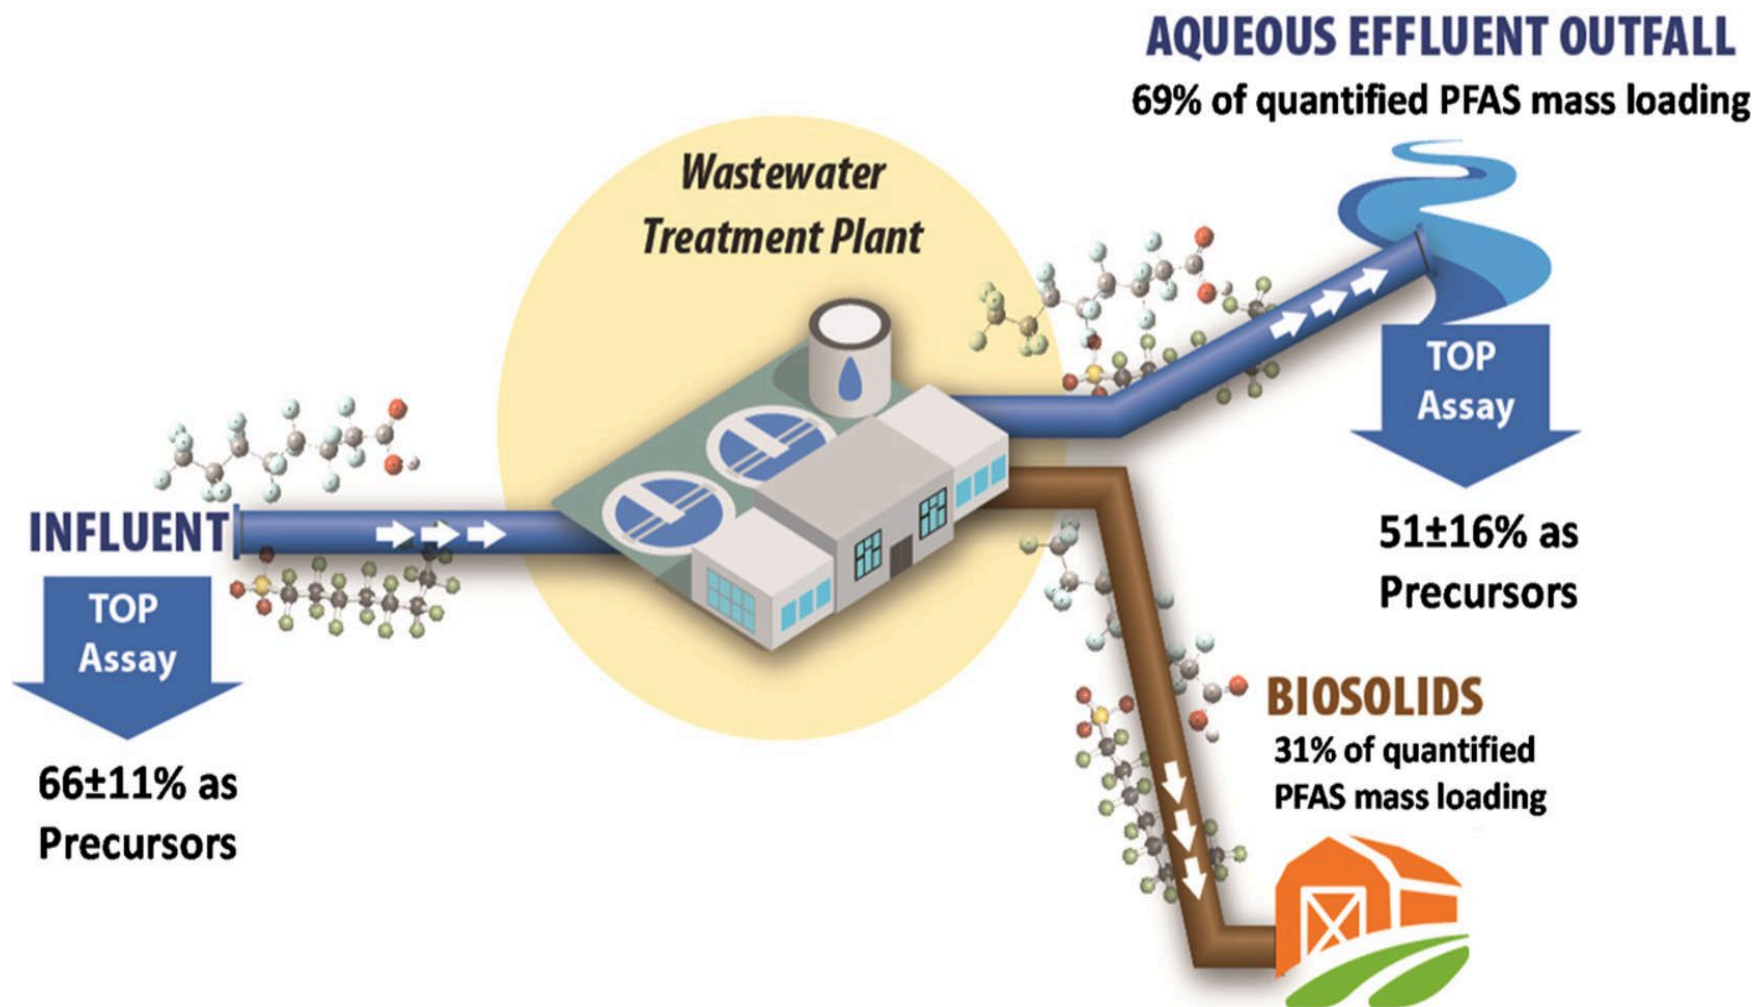 AQUEOUS EFFLUENT OUTFALL
69% of quantified PFAS mass loading
Wastewater
Treatment Plant
TOP
Assay
51±16% as
Precursors
INFLUENT
TOP
Assay
66±11% as
Precursors
BIOSOLIDS
31% of quantified
PFAS mass loading